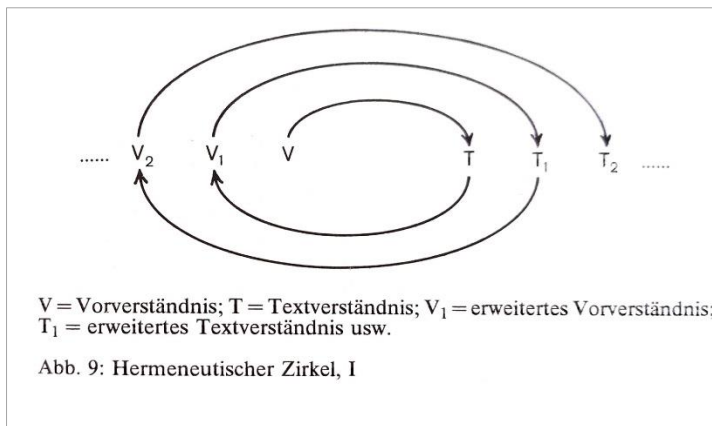 ...... V₂ V₁ V T T₁ T₂ ......
V = Vorverständnis; T = Textverständnis; V₁ = erweitertes Vorverständnis;
T₁ = erweitertes Textverständnis usw.
Abb. 9: Hermeneutischer Zirkel, I